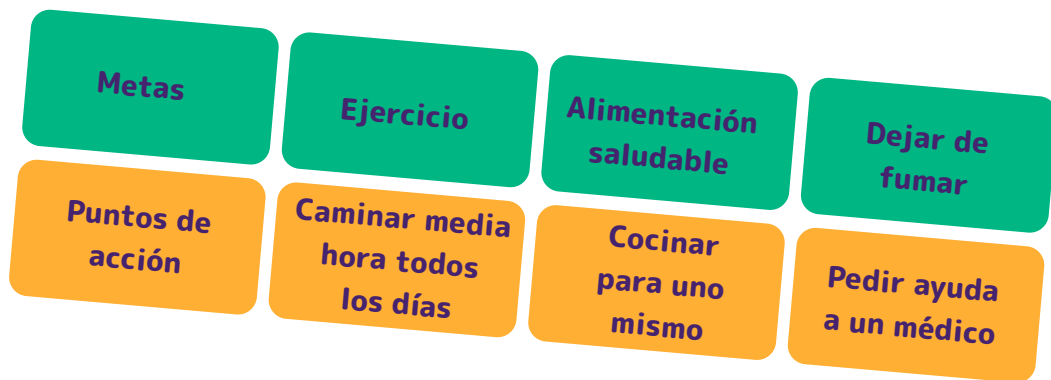 Metas
Ejercicio
Alimentación
saludable
Dejar de
fumar
Puntos de
acción
Caminar media
hora todos
los días
Cocinar
para uno
mismo
Pedir ayuda
a un médico